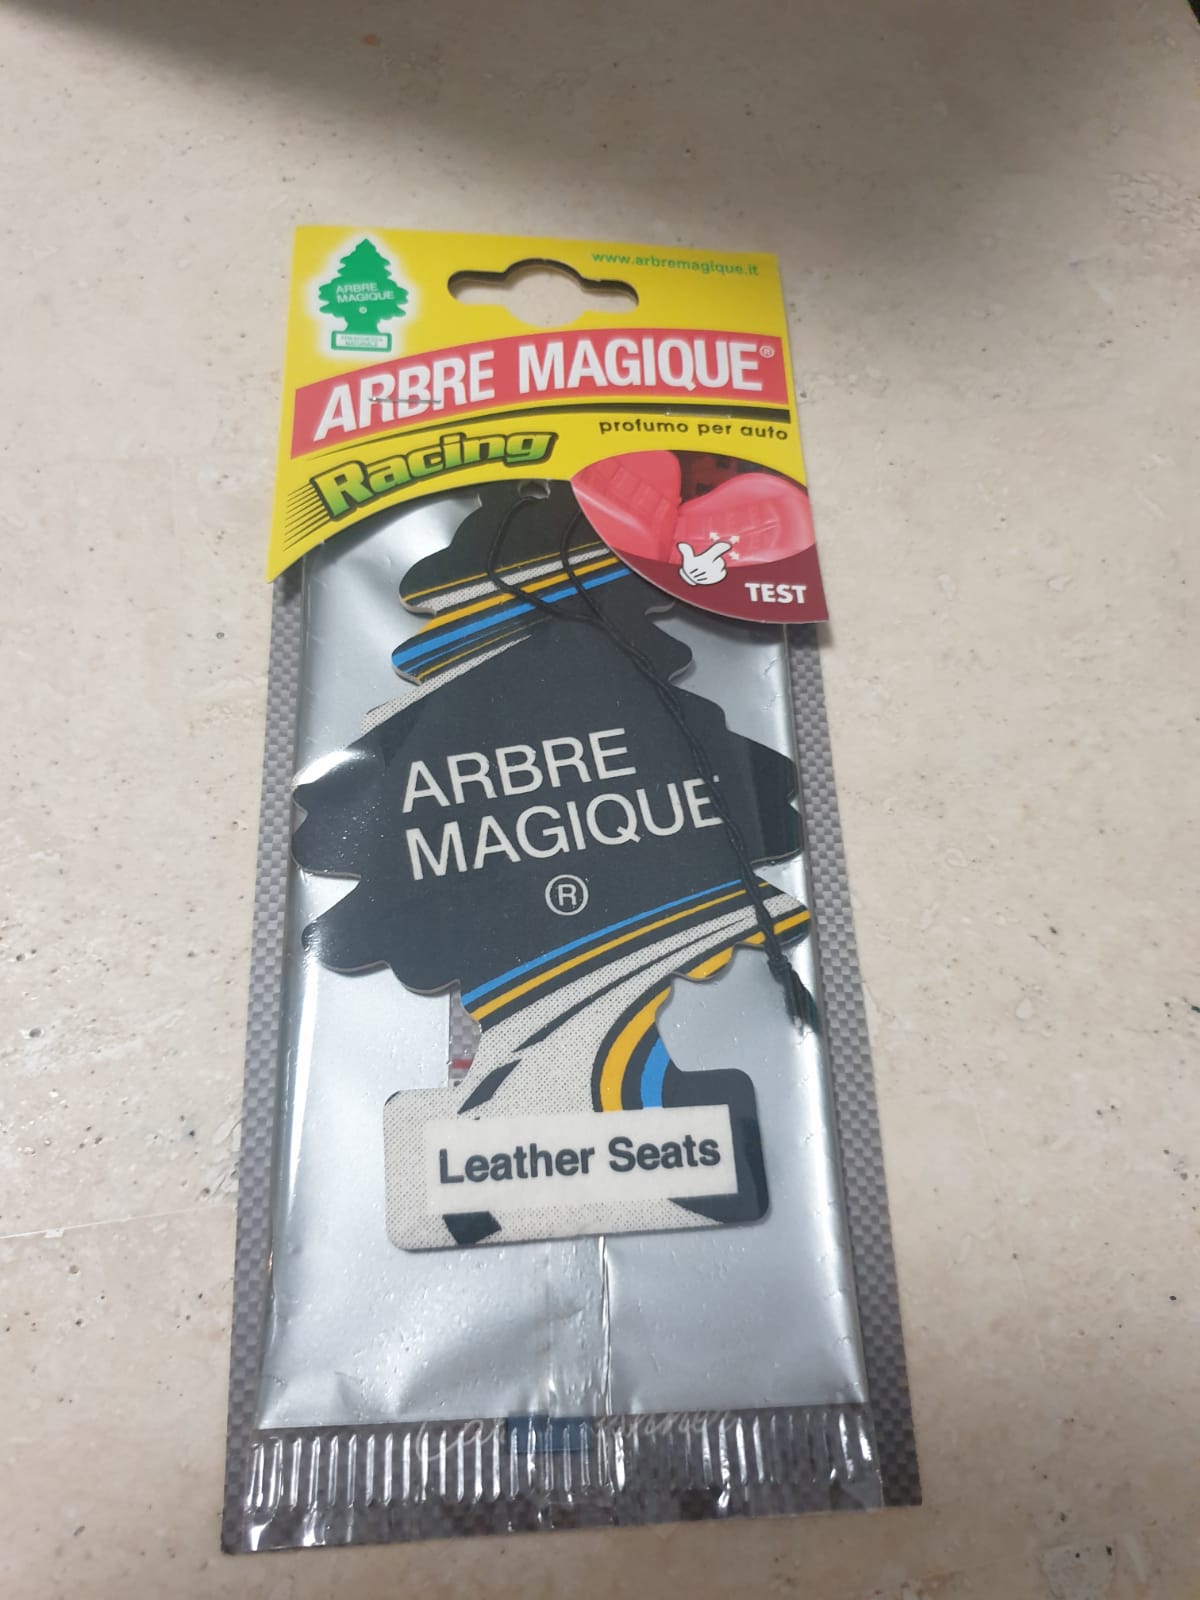 www.arbremagique.it
ARBRE
MAGIQUE
ARBRE MAGIQUE®
Racing
profumo per auto
TEST
ARBRE
MAGIQUE
®
Leather Seats